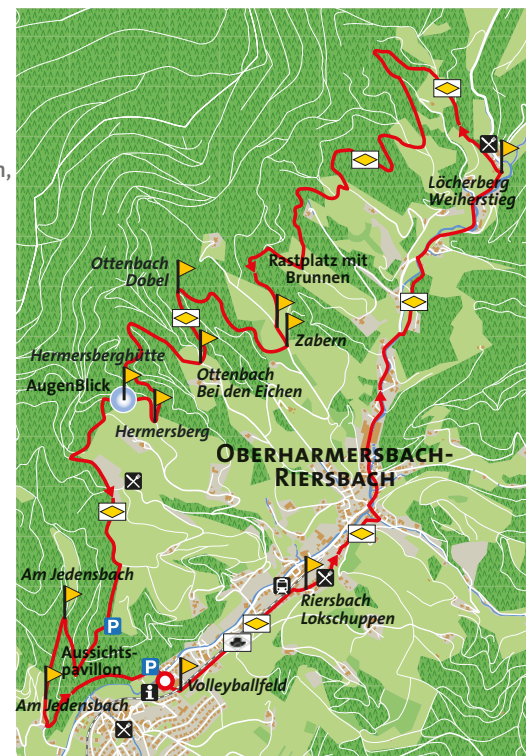 n,
Löcherberg
Weiherstieg
Rastplatz mit
Brunnen
Ottenbach
Dobel
Zabern
Hermersberghütte
Ottenbach
Bei den Eichen
AugenBlick
Hermersberg
OBERHARMERSBACH-
RIERSBACH
Am Jedensbach
Riersbach
Lokschuppen
P
Aussichts-
pavillon
P
Volleyballfeld
i
Am Jedensbach